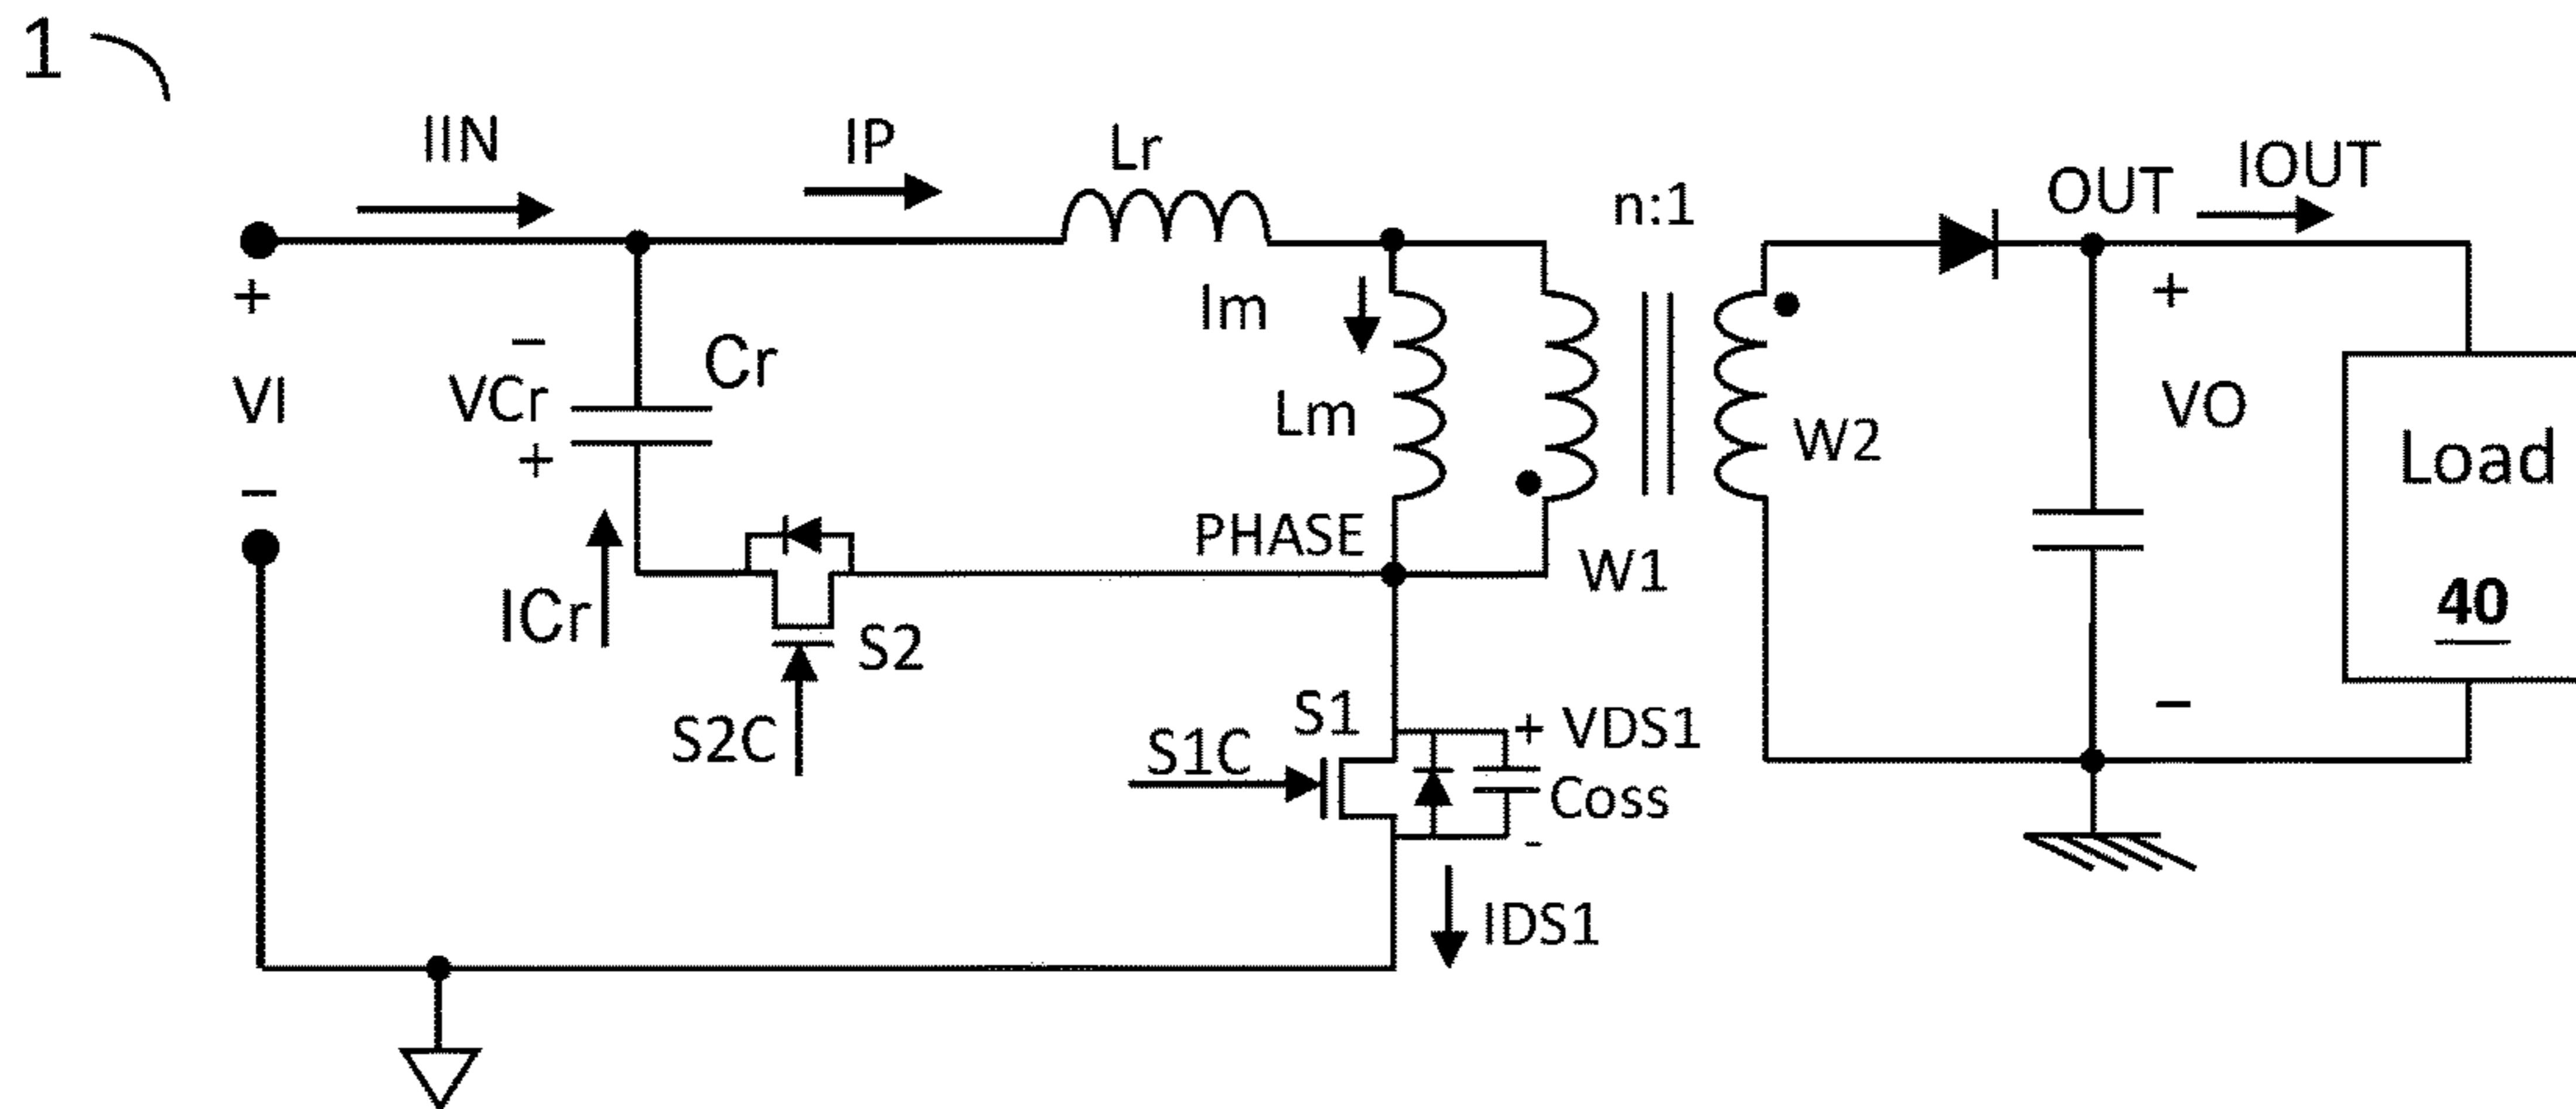 1
IIN
IP
Lr
n:1
OUT
IOUT
+
VI
−
−
VCr
+
Cr
Im
Lm
W1
W2
+
VO
−
Load
40
PHASE
ICr
S2
S2C
S1
S1C
+ VDS1
Coss
-
IDS1